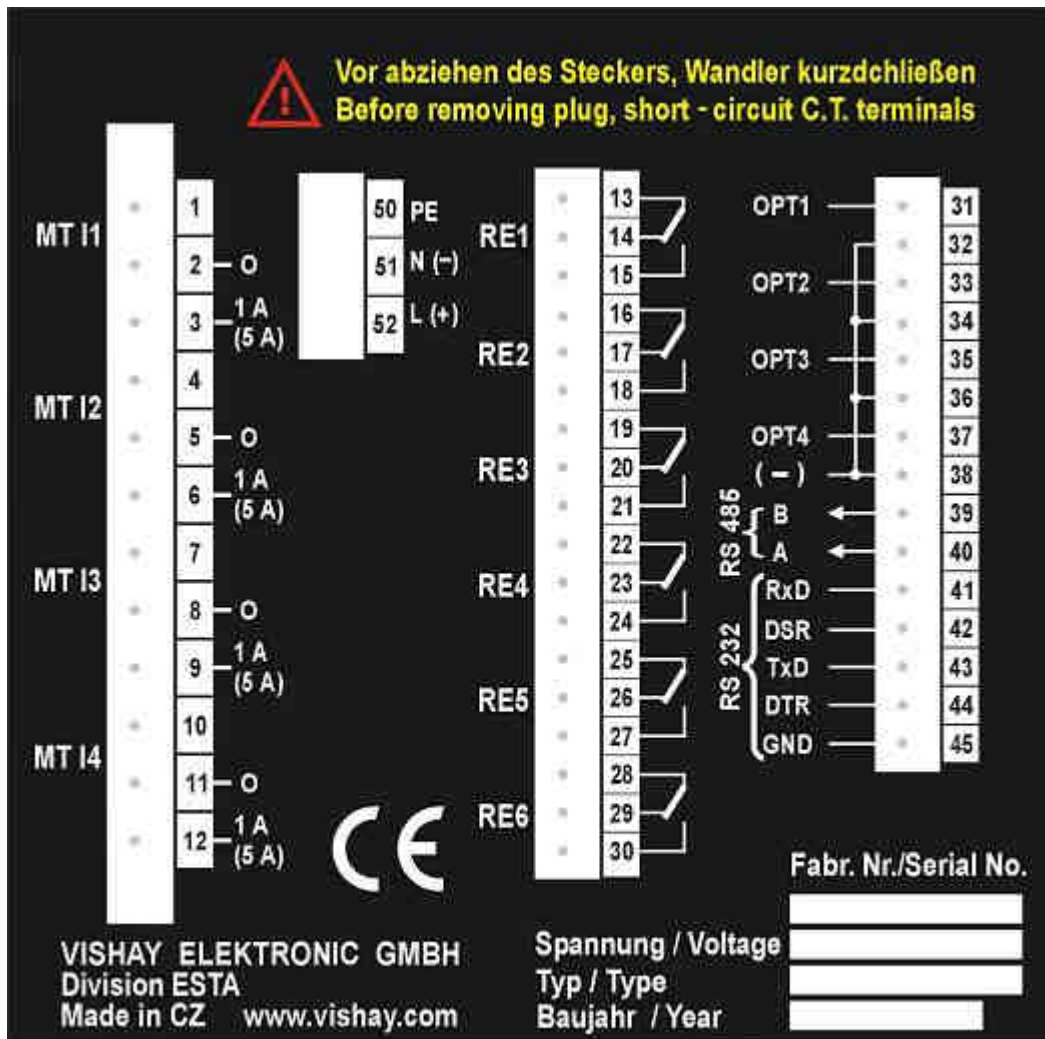 Vor abziehen des Steckers, Wandler kurzdchließen
Before removing plug, short - circuit C.T. terminals
MT I1
1
2 O
3 1 A
(5 A)
MT I2
4
5 O
6 1 A
(5 A)
MT I3
7
8 O
9 1 A
(5 A)
MT I4
10
11 O
12 1 A
(5 A)
50 PE
51 N (-)
52 L (+)
RE1
13
14
15
RE2
16
17
18
RE3
19
20
21
RE4
22
23
24
RE5
25
26
27
RE6
28
29
30
OPT1 31
32
OPT2 33
34
OPT3 35
36
OPT4 37
( - ) 38
RS 485
B 39
A 40
RS 232
RxD 41
DSR 42
TxD 43
DTR 44
GND 45
CE
VISHAY ELEKTRONIC GMBH
Division ESTA
Made in CZ www.vishay.com
Fabr. Nr./Serial No.
Spannung / Voltage
Typ / Type
Baujahr / Year